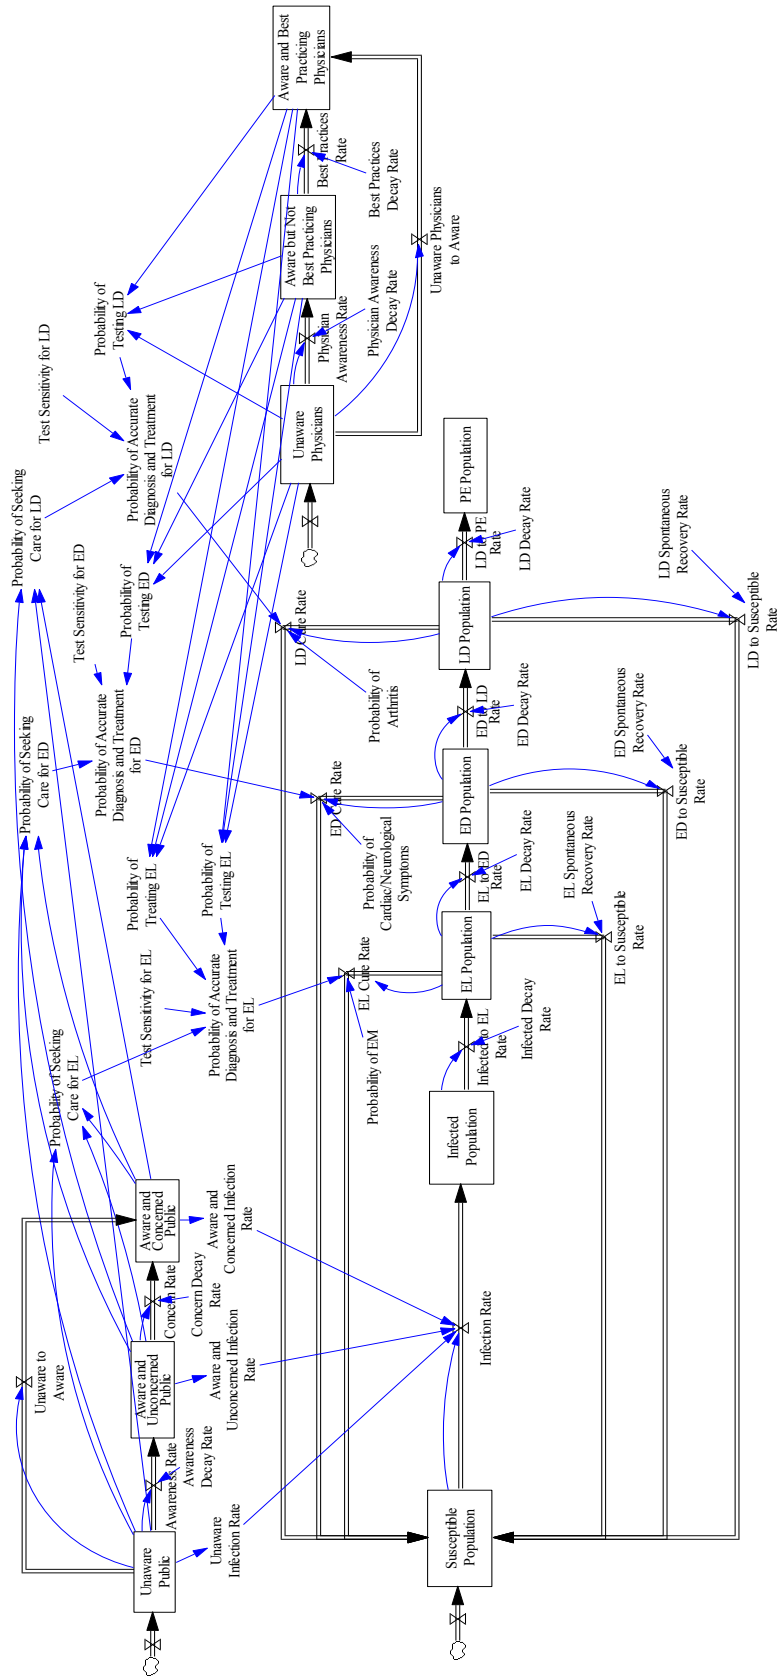 Unaware
Public
Unaware to
Aware
Awareness Rate
Awareness
Decay Rate
Unaware
Infection Rate
Aware and
Unconcerned
Public
Concern Rate
Concern Decay
Rate
Aware and
Unconcerned Infection
Rate
Aware and
Concerned
Public
Aware and
Concerned Infection
Rate
Probability of Seeking
Care for EL
Test Sensitivity for EL
Probability of Accurate
Diagnosis and Treatment
for EL
Probability of
Treating EL
Probability of
Testing EL
Probability of Seeking
Care for ED
Test Sensitivity for ED
Probability of Accurate
Diagnosis and Treatment
for ED
Probability of
Testing ED
Probability of Seeking
Care for LD
Test Sensitivity for LD
Probability of Accurate
Diagnosis and Treatment
for LD
Probability of
Testing LD
Unaware
Physicians
Physician
Awareness Rate
Physician Awareness
Decay Rate
Aware but Not
Best Practicing
Physicians
Best Practices
Rate
Best Practices
Decay Rate
Aware and Best
Practicing
Physicians
Unaware Physicians
to Aware
Susceptible
Population
Infection Rate
Infected
Population
Infected to EL
Rate
Infected Decay
Rate
EL Population
EL Cure Rate
Probability of EM
EL to ED
Rate
EL Decay Rate
EL Spontaneous
Recovery Rate
EL to Susceptible
Rate
ED Population
ED Cure Rate
Probability of
Cardiac/Neurological
Symptoms
ED to LD
Rate
ED Decay Rate
ED Spontaneous
Recovery Rate
ED to Susceptible
Rate
LD Population
LD Cure Rate
Probability of
Arthritis
LD to PE
Rate
LD Decay Rate
LD Spontaneous
Recovery Rate
LD to Susceptible
Rate
PE Population